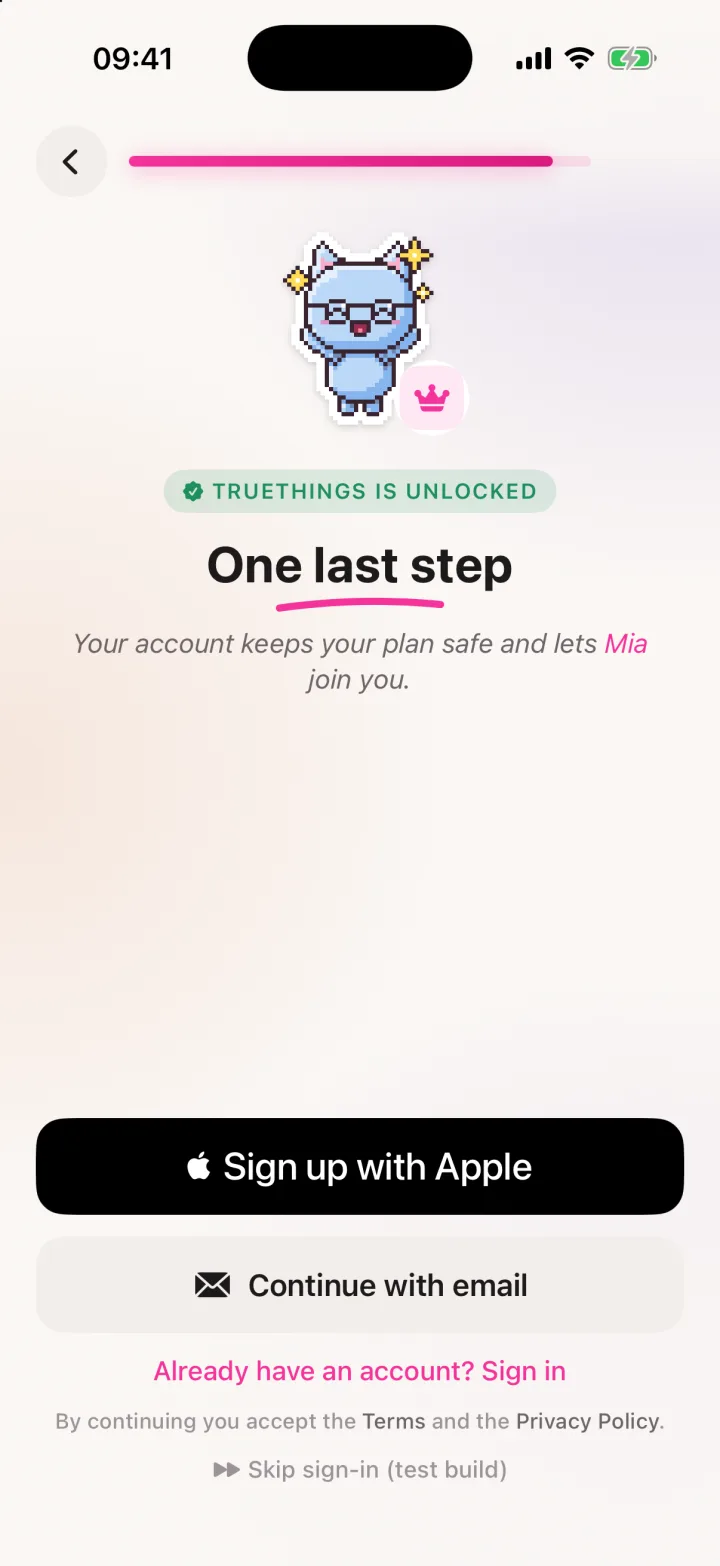 09:41
TRUETHINGS IS UNLOCKED
One last step
Your account keeps your plan safe and lets Mia
join you.
Sign up with Apple
Continue with email
Already have an account? Sign in
By continuing you accept the Terms and the Privacy Policy.
Skip sign-in (test build)